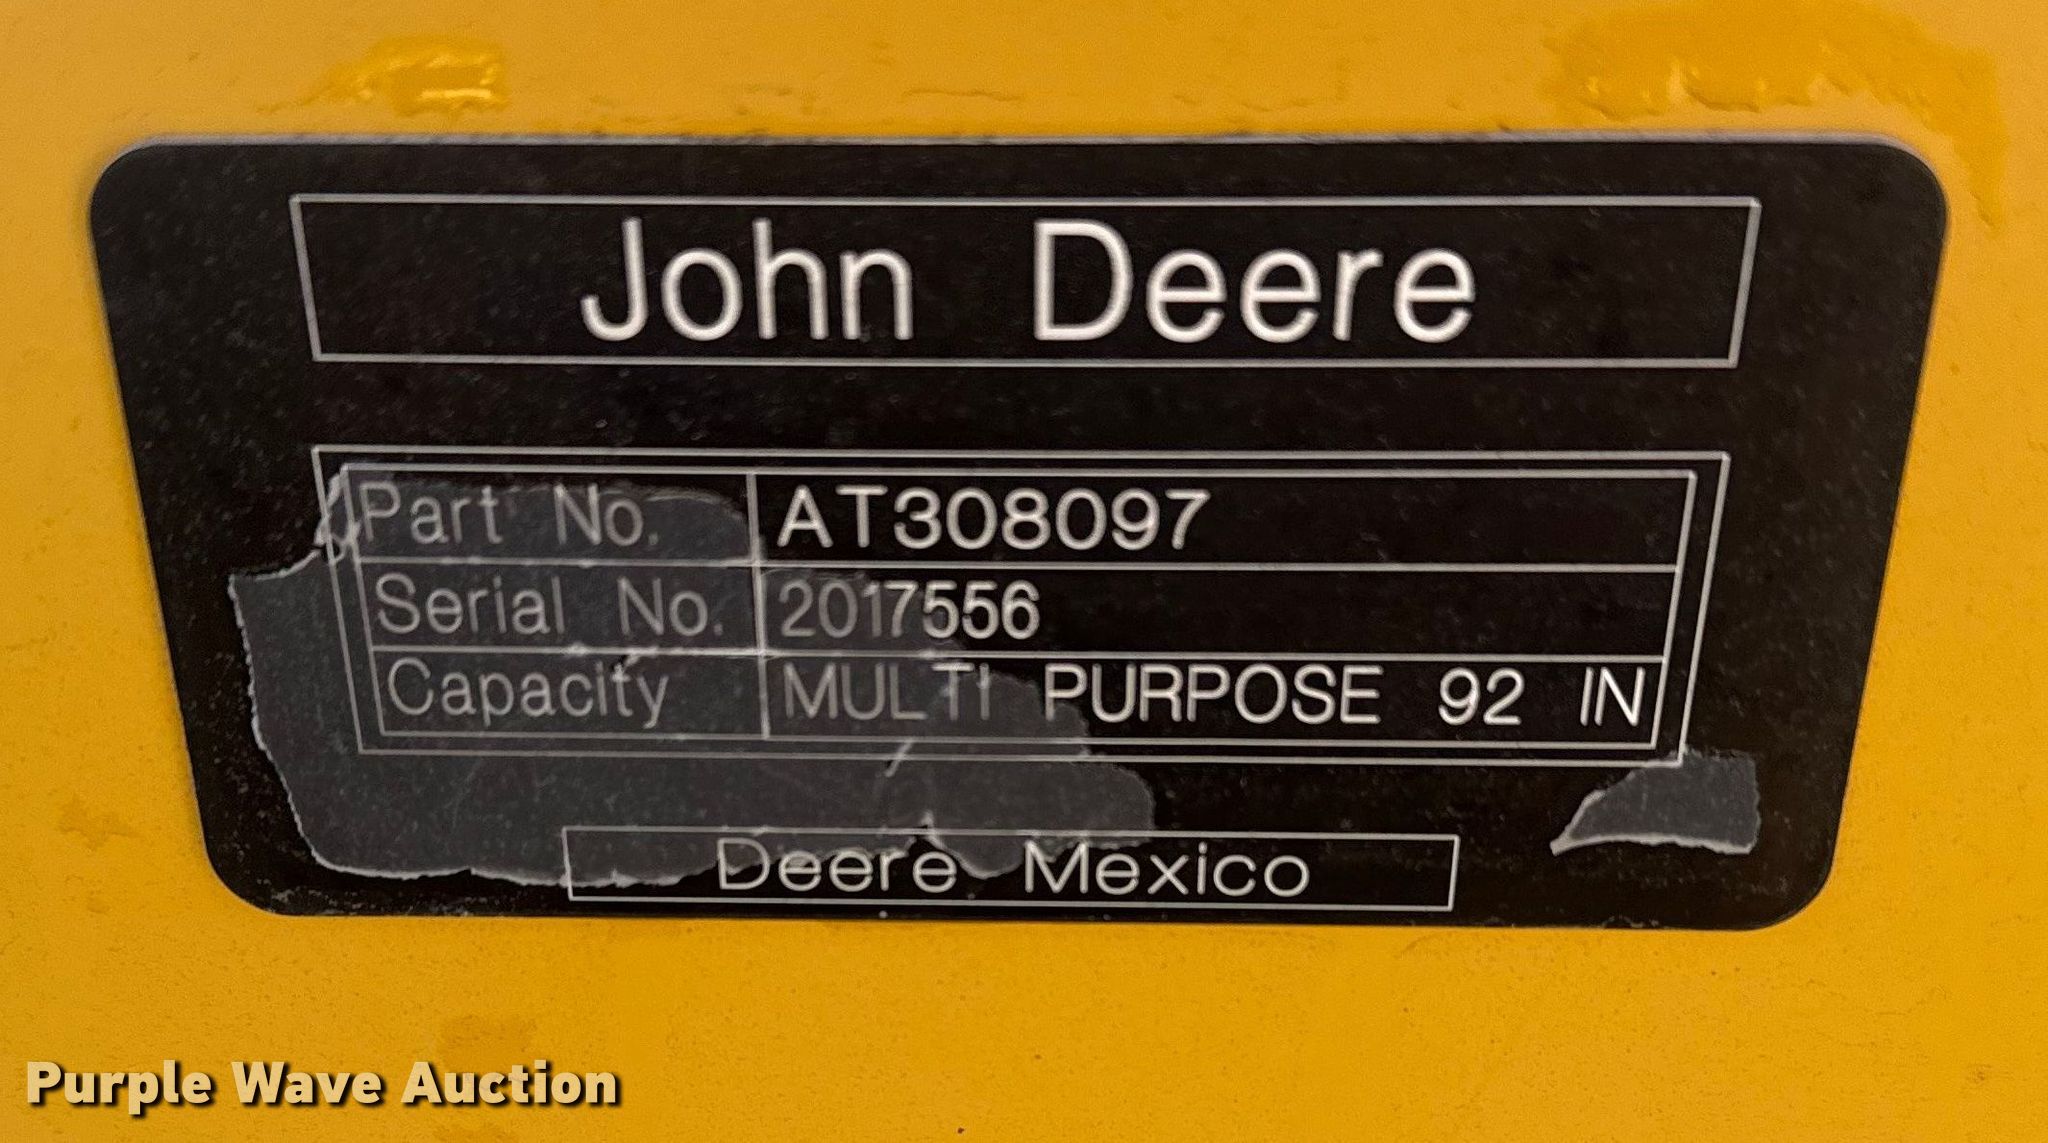 John Deere
Part No. AT308097
Serial No. 2017556
Capacity MULTI PURPOSE 92 IN
Deere Mexico
Purple Wave Auction